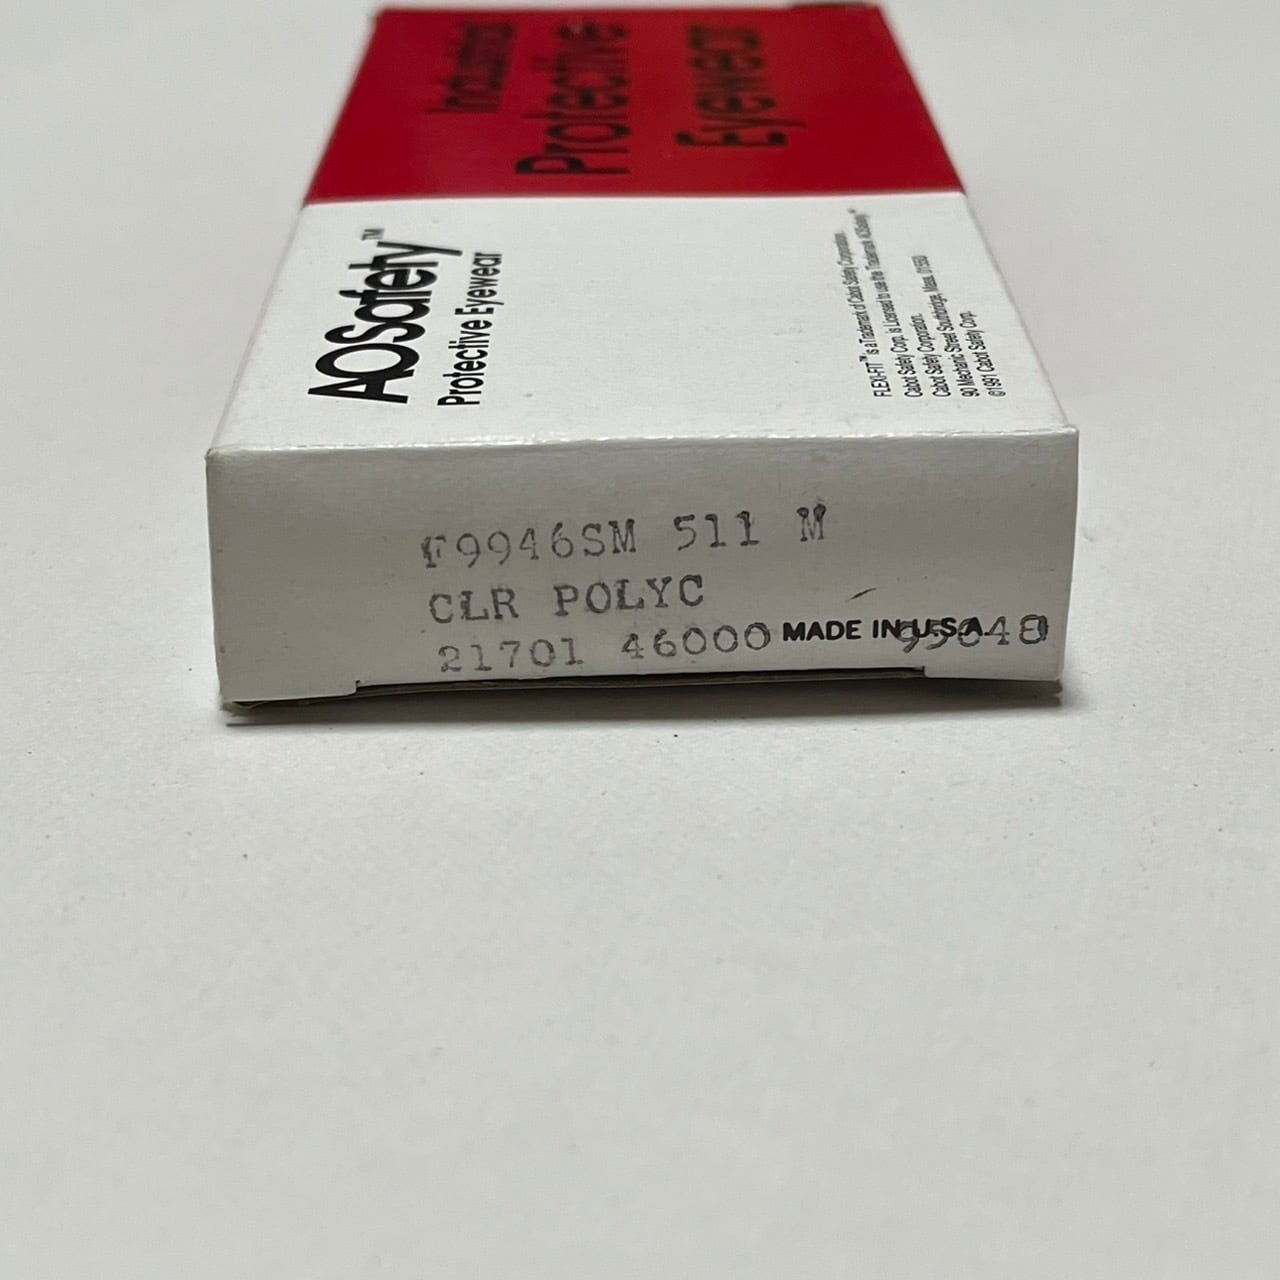 Industrial
Protective
Eyewear
AOSafety™
Protective Eyewear
FLEXI-FIT™ is a Trademark of Cabot Safety Corporation.
Cabot Safety Corp. is Licensed to use the Trademark AOSafety™
Cabot Safety Corporation.
90 Mechanic Street Southbridge, Mass. 01550
©1991 Cabot Safety Corp.
F9946SM 511 M
CLR POLYC
21701 46000
MADE IN U.S.A.